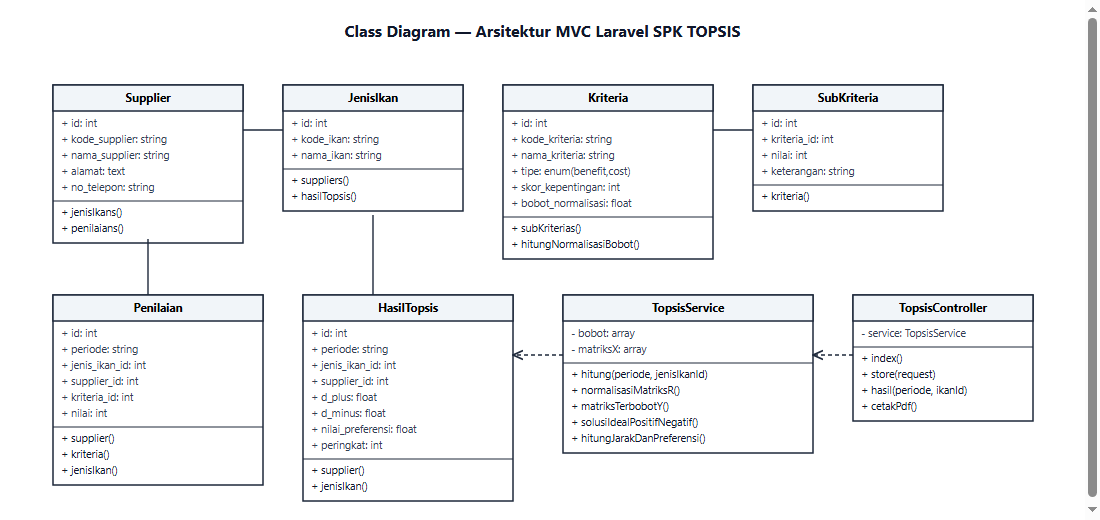 Class Diagram — Arsitektur MVC Laravel SPK TOPSIS
Supplier
+ id: int
+ kode_supplier: string
+ nama_supplier: string
+ alamat: text
+ no_telepon: string
+ jenisIkans()
+ penilaians()
JenisIkan
+ id: int
+ kode_ikan: string
+ nama_ikan: string
+ suppliers()
+ hasilTopsis()
Kriteria
+ id: int
+ kode_kriteria: string
+ nama_kriteria: string
+ tipe: enum(benefit,cost)
+ skor_kepentingan: int
+ bobot_normalisasi: float
+ subKriterias()
+ hitungNormalisasiBobot()
SubKriteria
+ id: int
+ kriteria_id: int
+ nilai: int
+ keterangan: string
+ kriteria()
Penilaian
+ id: int
+ periode: string
+ jenis_ikan_id: int
+ supplier_id: int
+ kriteria_id: int
+ nilai: int
+ supplier()
+ kriteria()
+ jenisIkan()
HasilTopsis
+ id: int
+ periode: string
+ jenis_ikan_id: int
+ supplier_id: int
+ d_plus: float
+ d_minus: float
+ nilai_preferensi: float
+ peringkat: int
+ supplier()
+ jenisIkan()
TopsisService
- bobot: array
- matriksX: array
+ hitung(periode, jenisIkanId)
+ normalisasiMatriksR()
+ matriksTerbobotY()
+ solusiIdealPositifNegatif()
+ hitungJarakDanPreferensi()
TopsisController
- service: TopsisService
+ index()
+ store(request)
+ hasil(periode, ikanId)
+ cetakPdf()